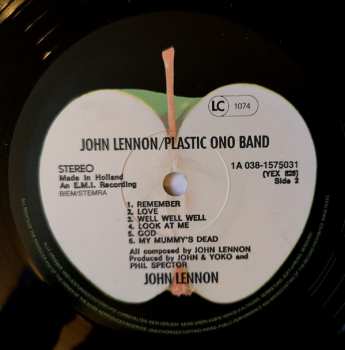 LC 1074
JOHN LENNON/PLASTIC ONO BAND
STEREO
Made in Holland
An E.M.I. Recording
BIEM/STEMRA
1A 038-1575031
(YEX 828)
Side 2
1. REMEMBER
2. LOVE
3. WELL WELL WELL
4. LOOK AT ME
5. GOD
6. MY MUMMY'S DEAD
All composed by JOHN LENNON
Produced by JOHN & YOKO and
PHIL SPECTOR
JOHN LENNON